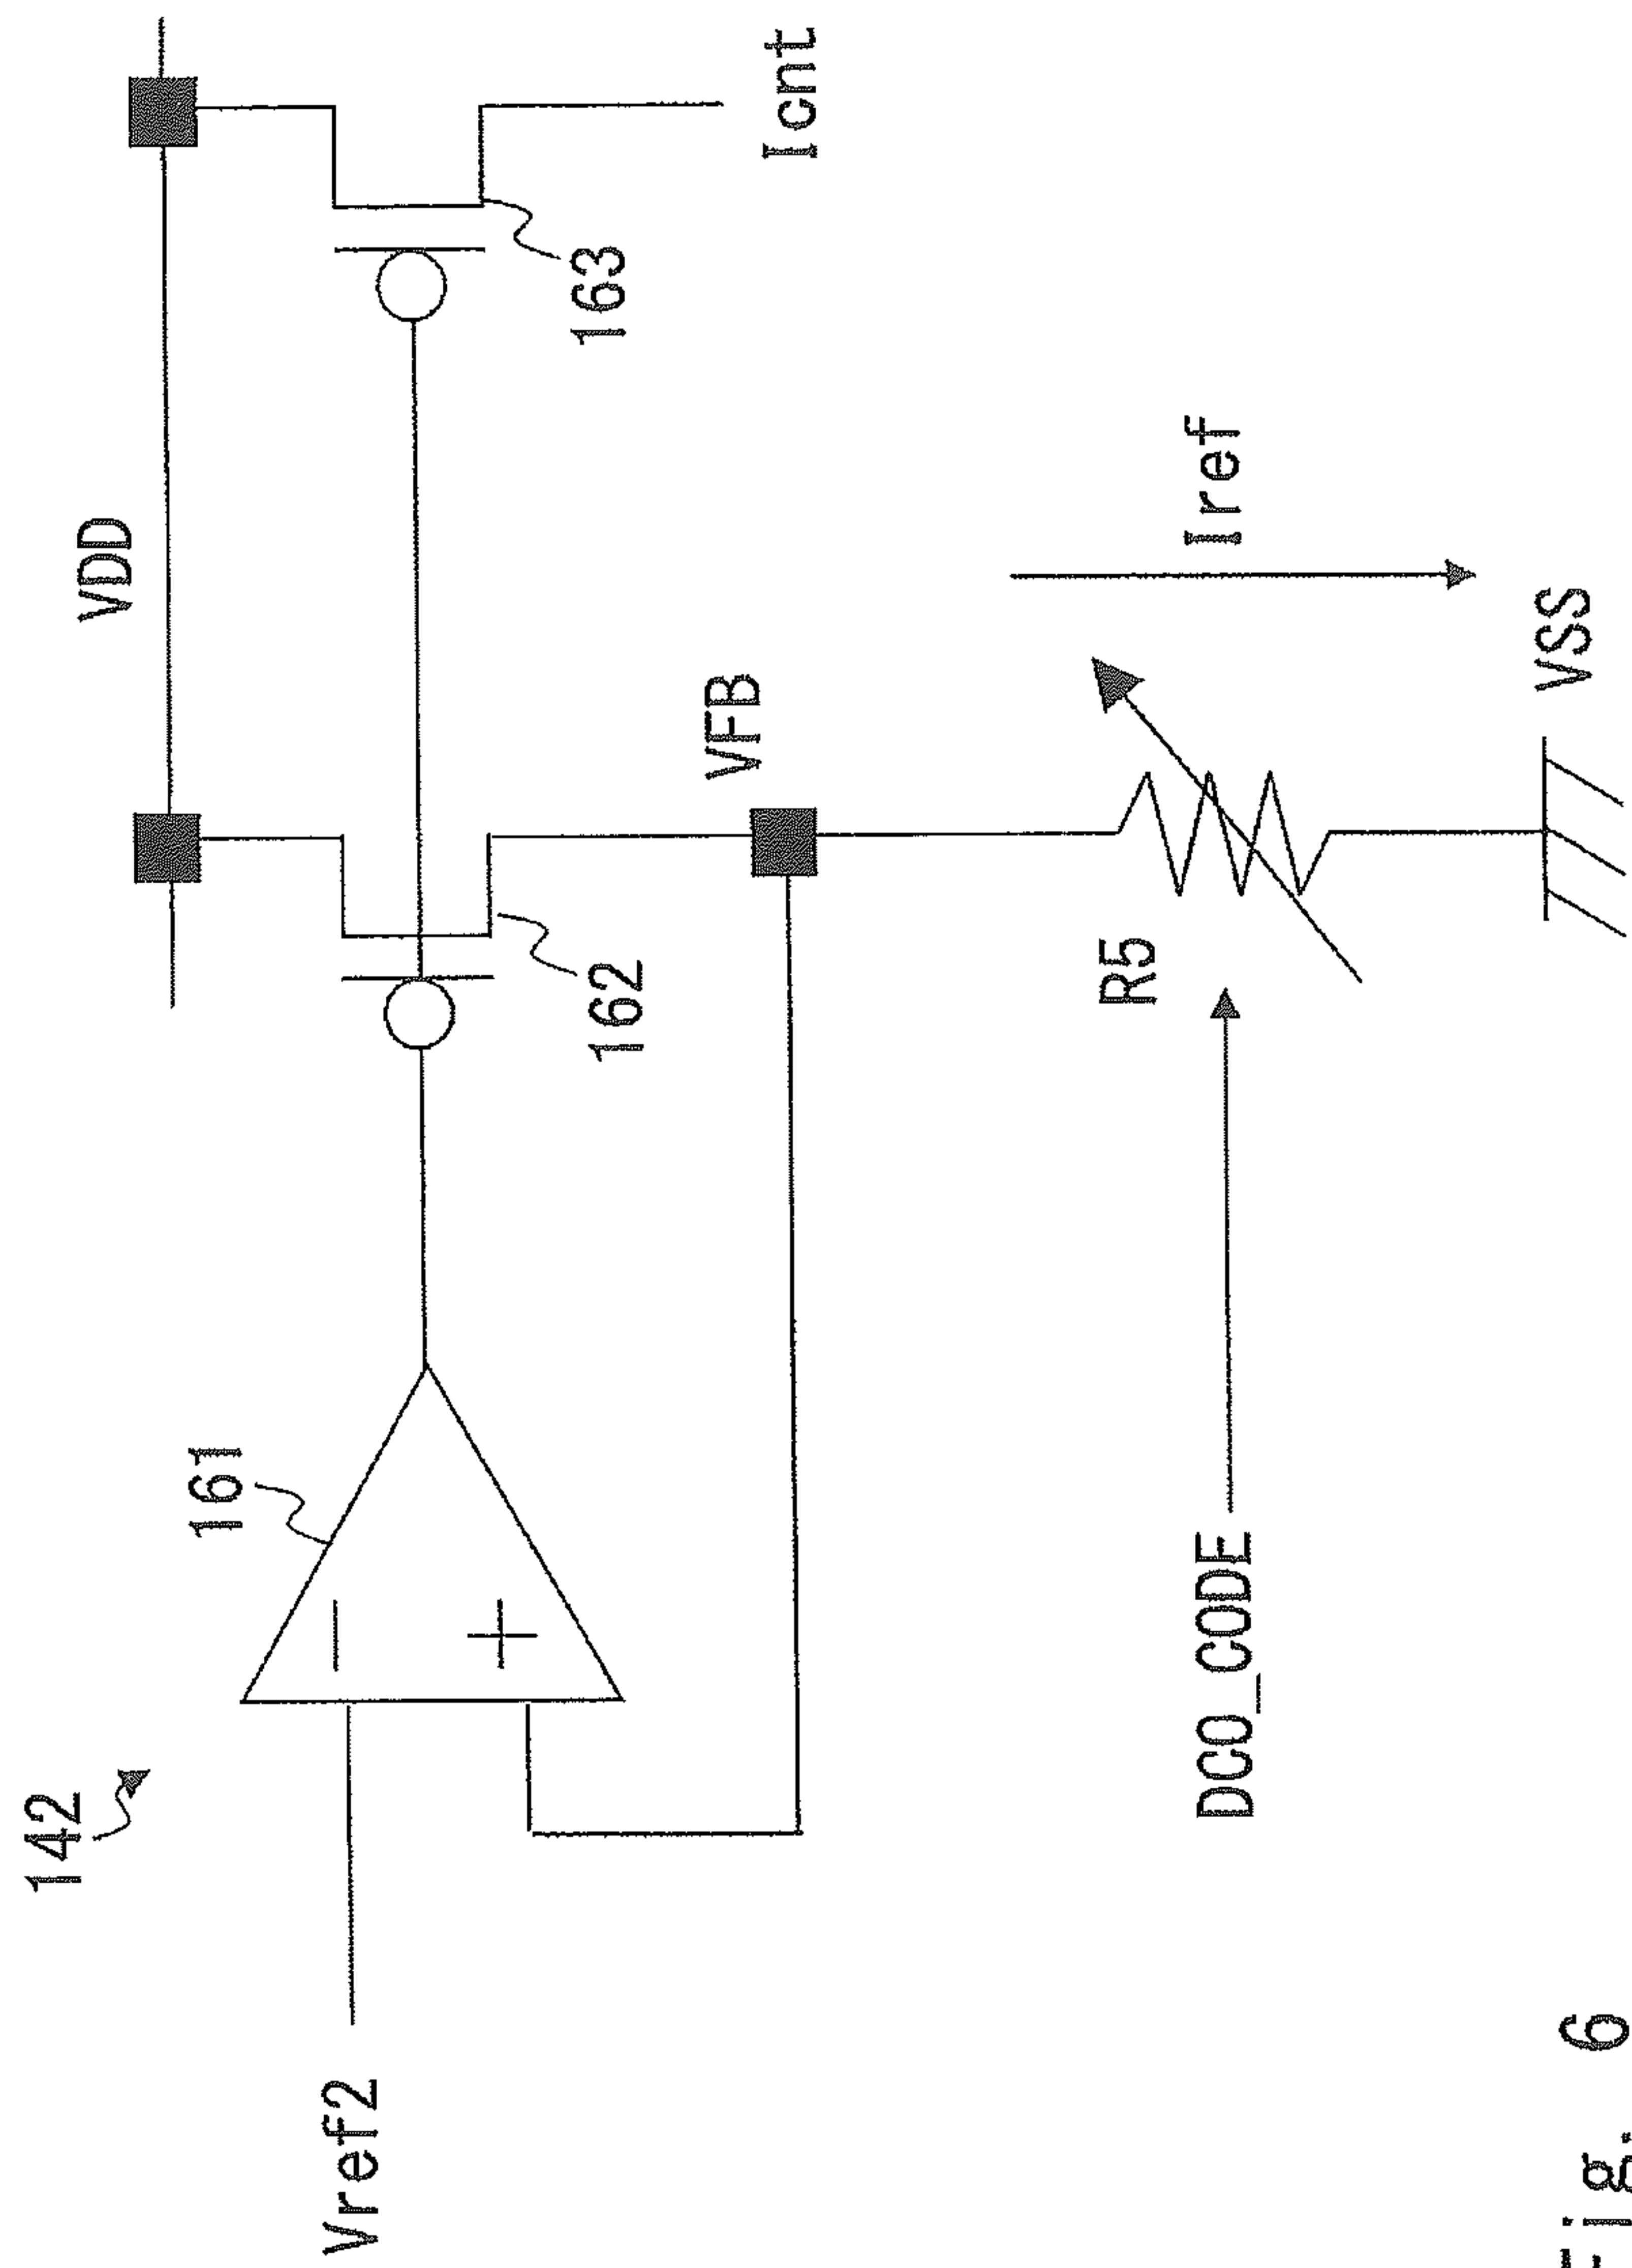 142
161
VDD
Vref2
162
163
VFB
Icnt
R5
Iref
DCO_CODE
VSS
Fig. 6